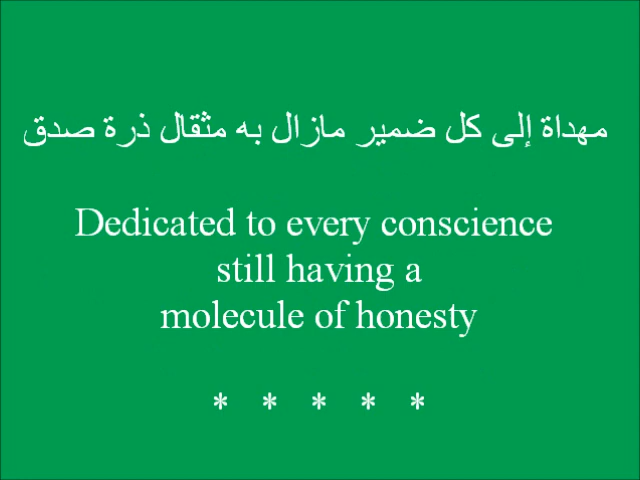 مهداة إلى كل ضمير مازال به مثقال ذرة صدق
Dedicated to every conscience
still having a
molecule of honesty
* * * * *